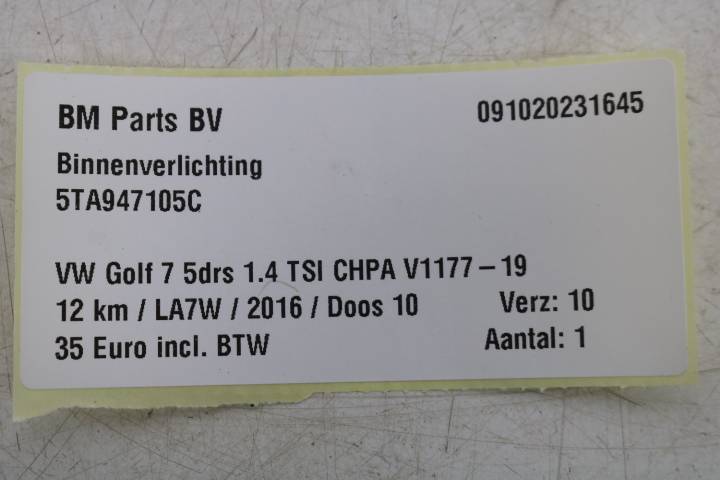 BM Parts BV 091020231645
Binnenverlichting
5TA947105C
VW Golf 7 5drs 1.4 TSI CHPA V1177 – 19
12 km / LA7W / 2016 / Doos 10 Verz: 10
35 Euro incl. BTW Aantal: 1